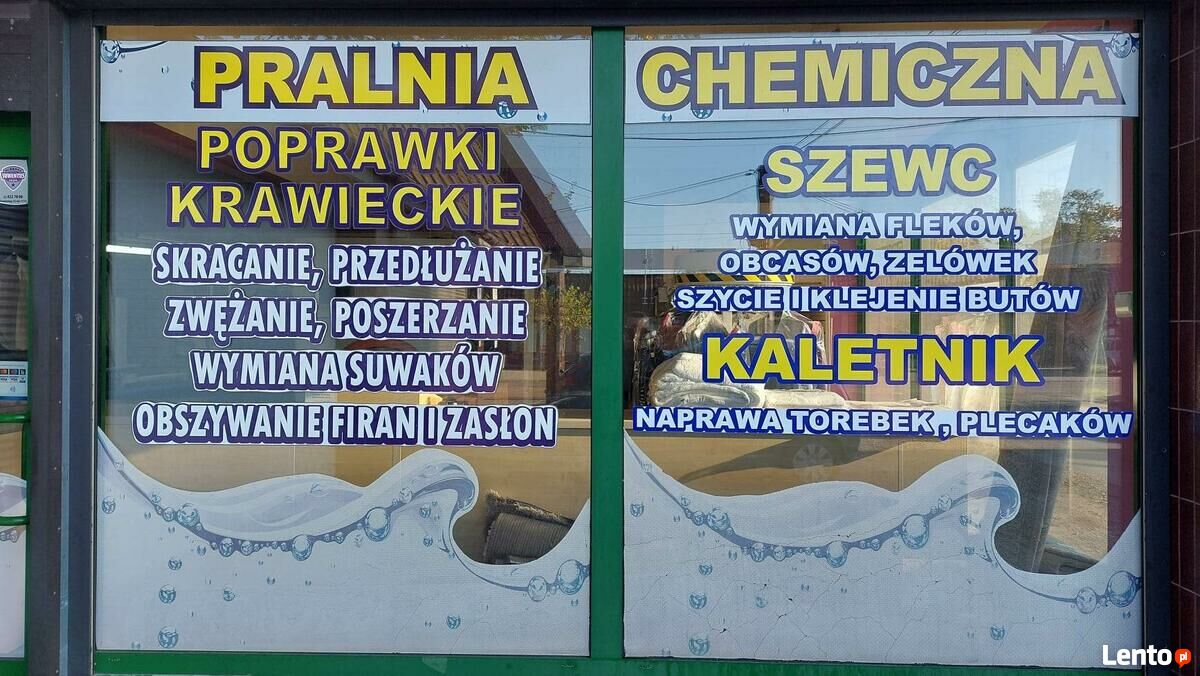 PRALNIA CHEMICZNA
POPRAWKI
KRAWIECKIE
SKRACANIE, PRZEDŁUŻANIE
ZWĘŻANIE, POSZERZANIE
WYMIANA SUWAKÓW
OBSZYWANIE FIRAN I ZASŁON
SZEWC
WYMIANA FLEKÓW,
OBCASÓW, ZELÓWEK
SZYCIE I KLEJENIE BUTÓW
KALETNIK
NAPRAWA TOREBEK , PLECAKÓW
Lento.pl